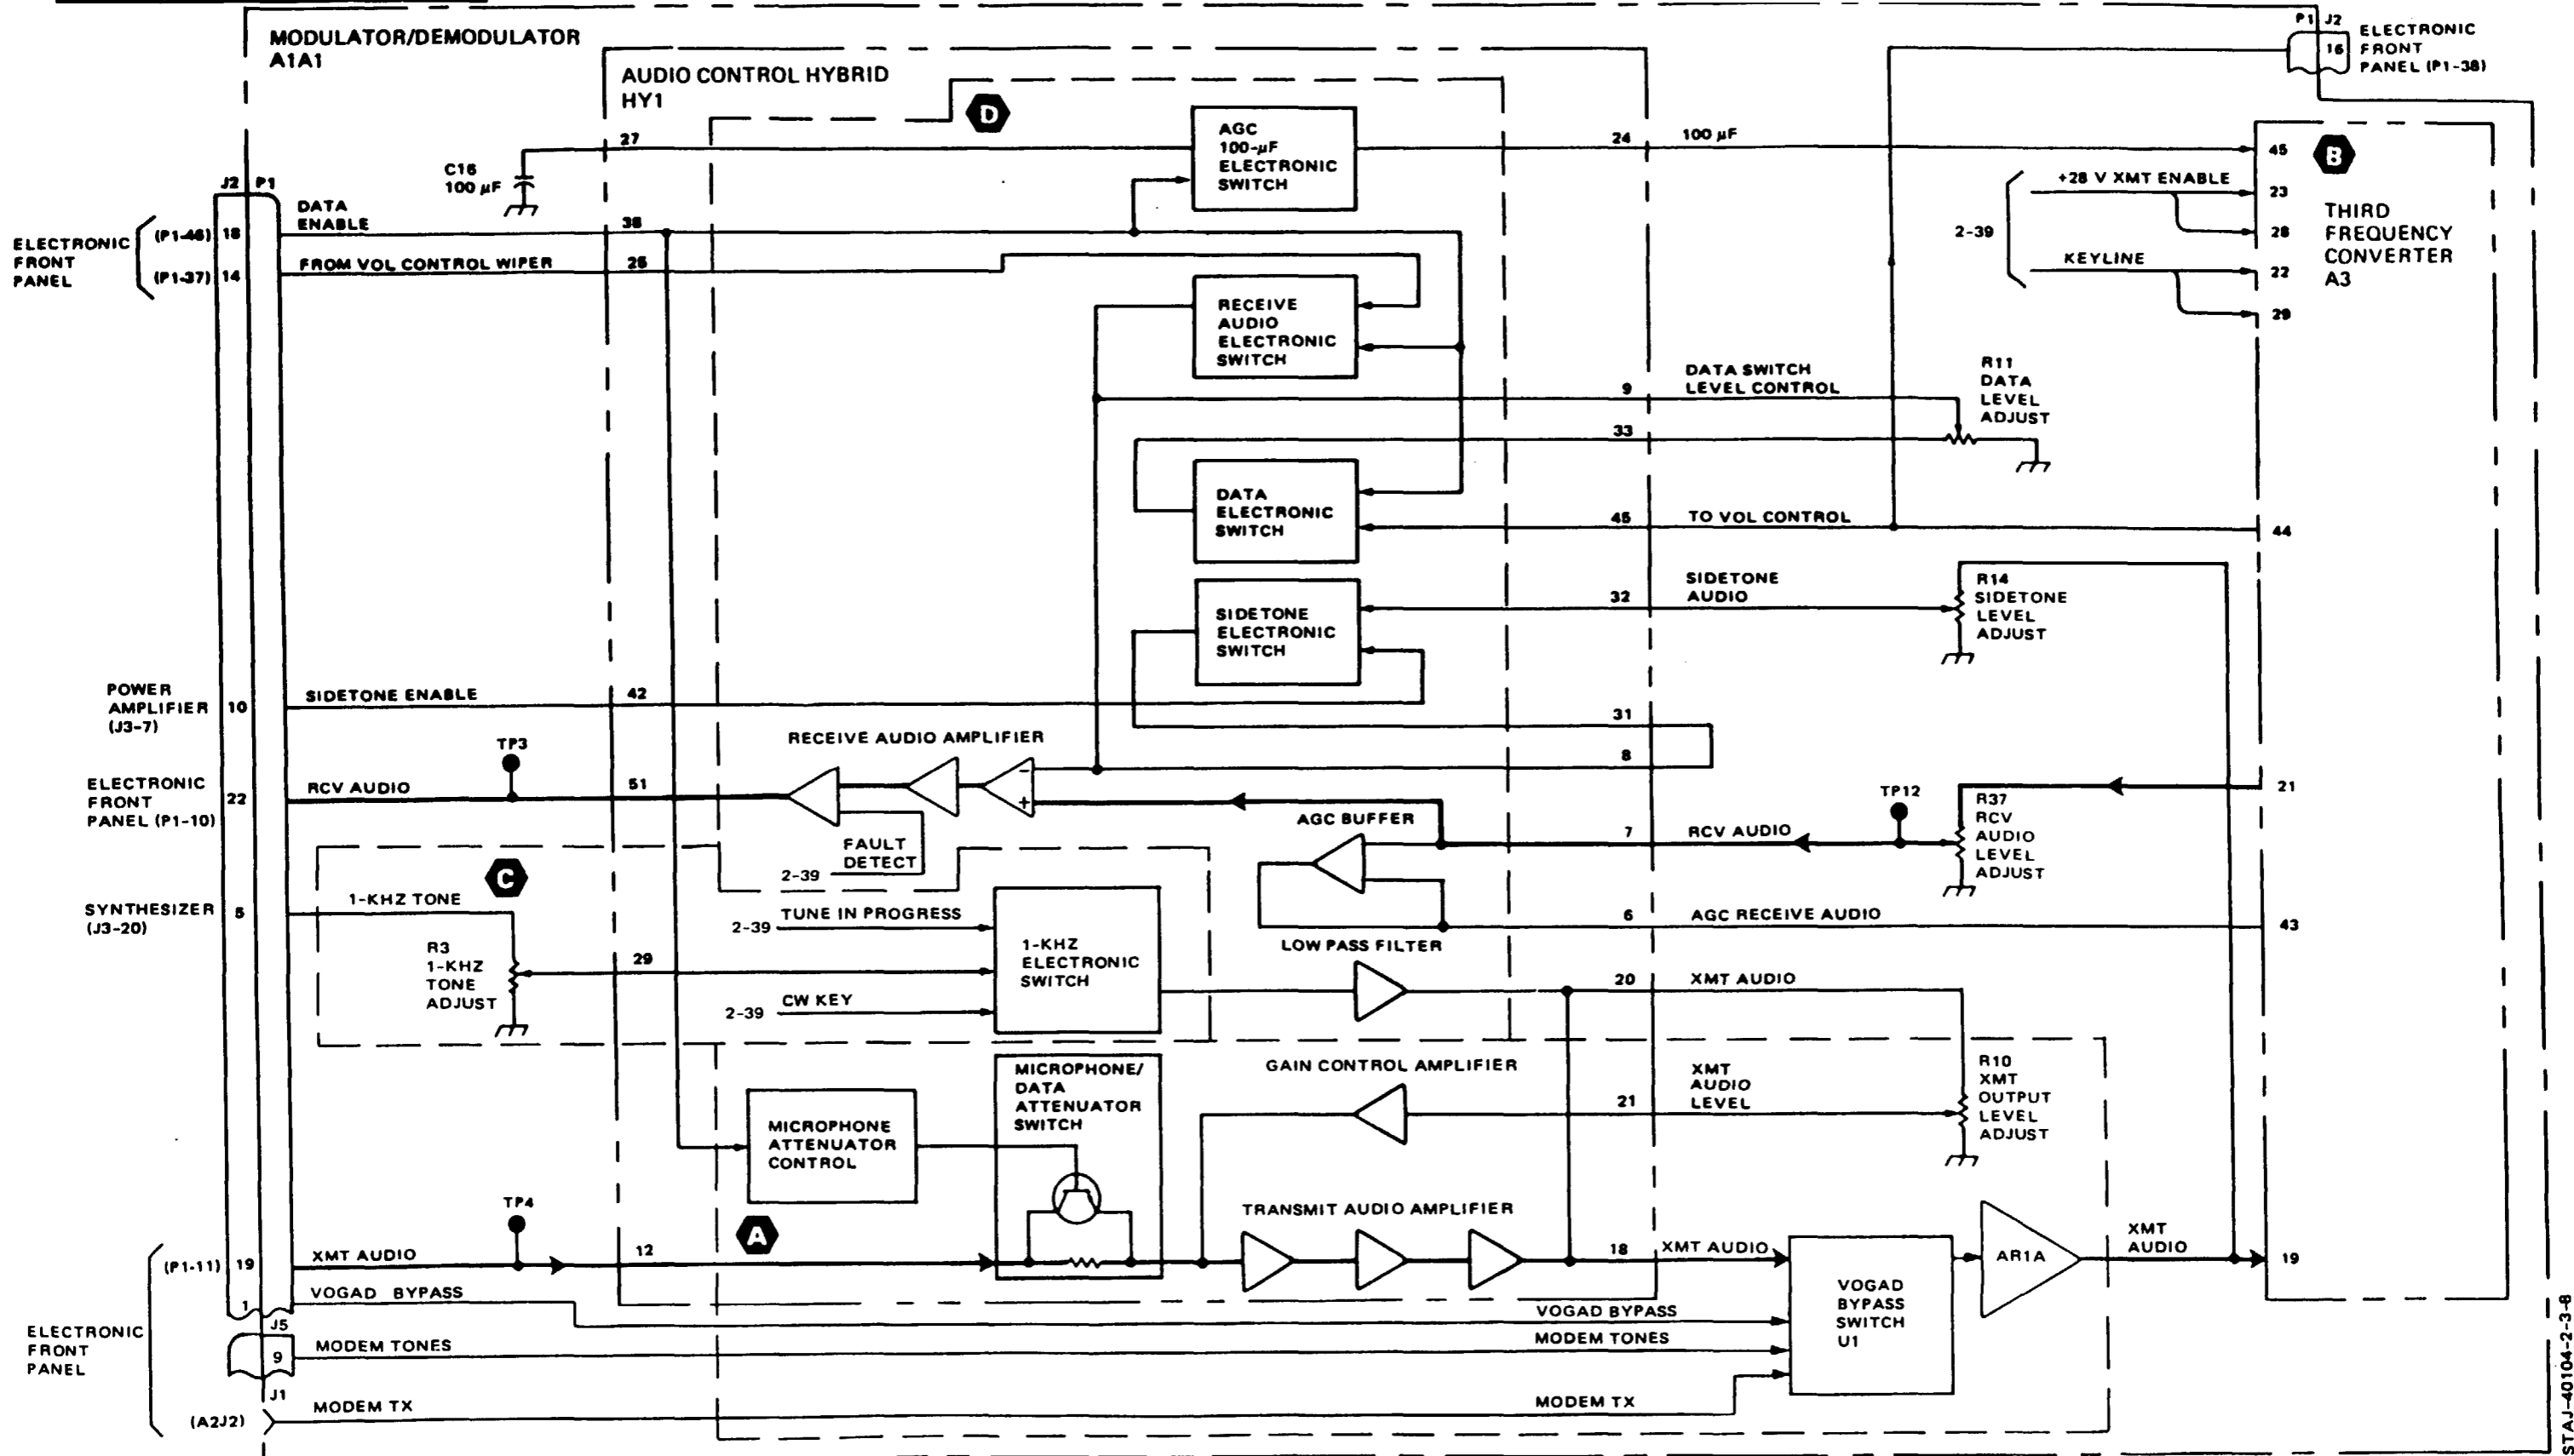 MODULATOR/DEMODULATOR
A1A1
AUDIO CONTROL HYBRID
HY1
P1 J2
16
ELECTRONIC
FRONT
PANEL (P1-38)
D
AGC
100-µF
ELECTRONIC
SWITCH
27
C16
100 µF
24
100 µF
45
B
+28 V XMT ENABLE
23
28
2-39
KEYLINE
22
29
THIRD
FREQUENCY
CONVERTER
A3
J2 P1
ELECTRONIC
FRONT
PANEL
(P1-46) 18
DATA
ENABLE
38
(P1-37) 14
FROM VOL CONTROL WIPER
26
RECEIVE
AUDIO
ELECTRONIC
SWITCH
9
DATA SWITCH
LEVEL CONTROL
R11
DATA
LEVEL
ADJUST
33
DATA
ELECTRONIC
SWITCH
45
TO VOL CONTROL
44
SIDETONE
ELECTRONIC
SWITCH
32
SIDETONE
AUDIO
R14
SIDETONE
LEVEL
ADJUST
POWER
AMPLIFIER
(J3-7)
10
SIDETONE ENABLE
42
31
8
RECEIVE AUDIO AMPLIFIER
-
+
ELECTRONIC
FRONT
PANEL (P1-10)
22
RCV AUDIO
TP3
51
FAULT
DETECT
2-39
AGC BUFFER
7
RCV AUDIO
TP12
R37
RCV
AUDIO
LEVEL
ADJUST
21
C
SYNTHESIZER
(J3-20)
5
1-KHZ TONE
R3
1-KHZ
TONE
ADJUST
29
2-39
TUNE IN PROGRESS
2-39
CW KEY
1-KHZ
ELECTRONIC
SWITCH
6
AGC RECEIVE AUDIO
43
LOW PASS FILTER
20
XMT AUDIO
R10
XMT
OUTPUT
LEVEL
ADJUST
GAIN CONTROL AMPLIFIER
21
XMT
AUDIO
LEVEL
MICROPHONE
ATTENUATOR
CONTROL
MICROPHONE/
DATA
ATTENUATOR
SWITCH
A
TRANSMIT AUDIO AMPLIFIER
TP4
(P1-11) 19
XMT AUDIO
12
18
XMT AUDIO
VOGAD
BYPASS
SWITCH
U1
AR1A
XMT
AUDIO
19
ELECTRONIC
FRONT
PANEL
1
VOGAD BYPASS
VOGAD BYPASS
J5
9
MODEM TONES
MODEM TONES
J1
(A2J2)
MODEM TX
MODEM TX
STAJ-40104-2-3-8